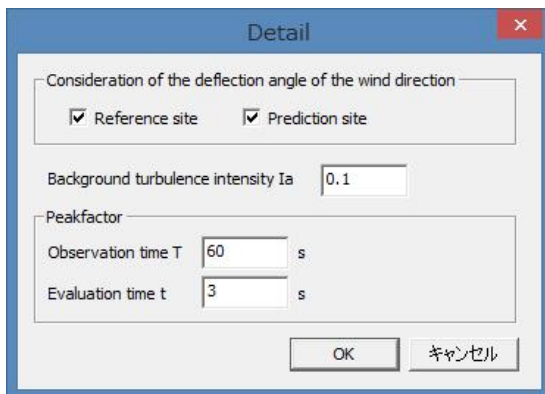 Detail
Consideration of the deflection angle of the wind direction
Reference site Prediction site
Background turbulence intensity Ia 0.1
Peakfactor
Observation time T 60 s
Evaluation time t 3 s
OK キャンセル